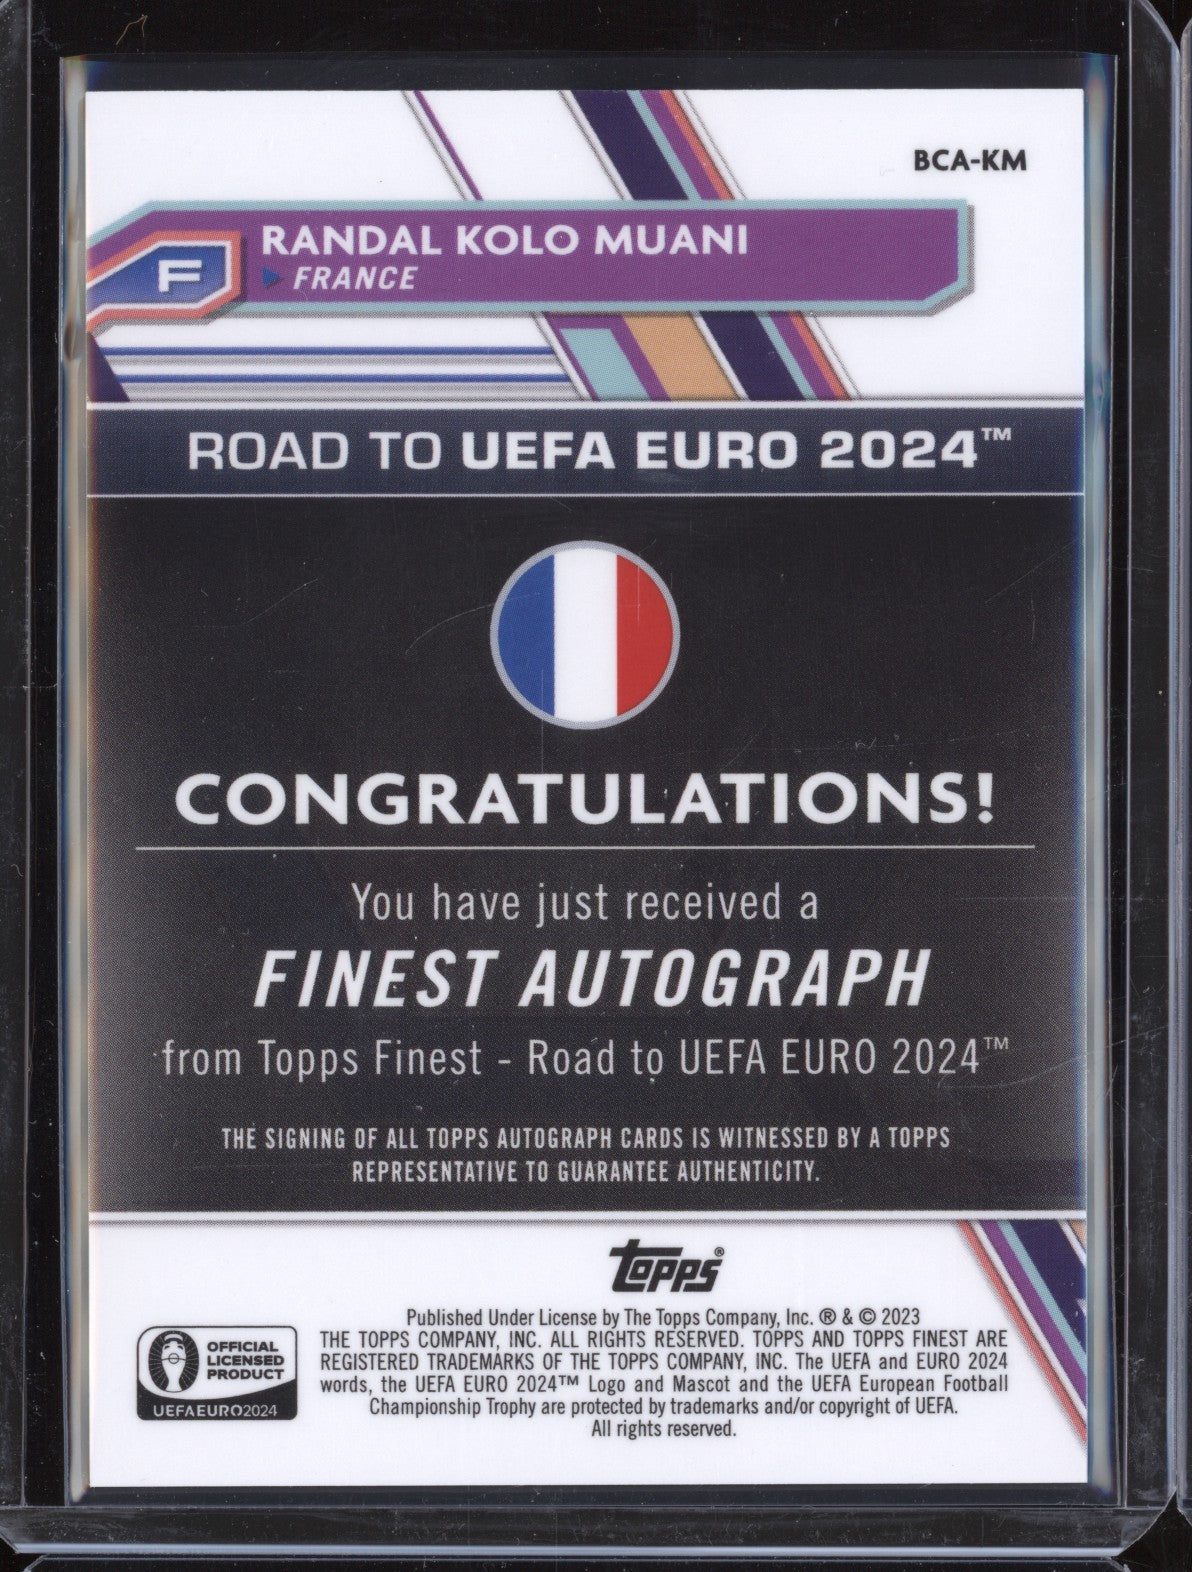 BCA-KM
RANDAL KOLO MUANI
F
FRANCE
ROAD TO UEFA EURO 2024™
CONGRATULATIONS!
You have just received a
FINEST AUTOGRAPH
from Topps Finest - Road to UEFA EURO 2024™
THE SIGNING OF ALL TOPPS AUTOGRAPH CARDS IS WITNESSED BY A TOPPS
REPRESENTATIVE TO GUARANTEE AUTHENTICITY.
topps®
Published Under License by The Topps Company, Inc. ® & © 2023
THE TOPPS COMPANY, INC. ALL RIGHTS RESERVED. TOPPS AND TOPPS FINEST ARE
REGISTERED TRADEMARKS OF THE TOPPS COMPANY, INC. The UEFA and EURO 2024
words, the UEFA EURO 2024™ Logo and Mascot and the UEFA European Football
Championship Trophy are protected by trademarks and/or copyright of UEFA.
All rights reserved.
OFFICIAL
LICENSED
PRODUCT
UEFAEURO2024